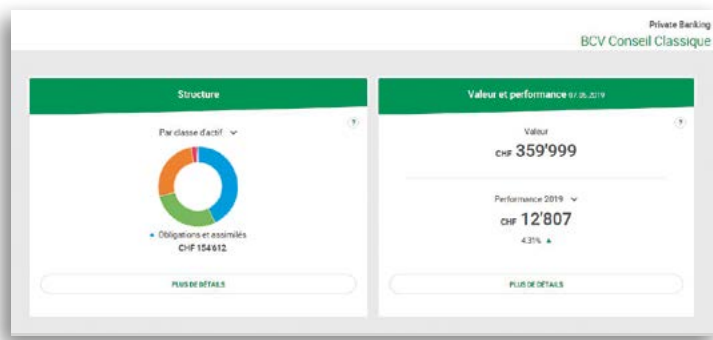 Private Banking
BCV Conseil Classique
Structure
?
Par classe d'actif
Obligations et assimilés
CHF 154'612
PLUS DE DÉTAILS
Valeur et performance 07.05.2019
?
Valeur
CHF 359'999
Performance 2019
CHF 12'807
4.31%
PLUS DE DÉTAILS